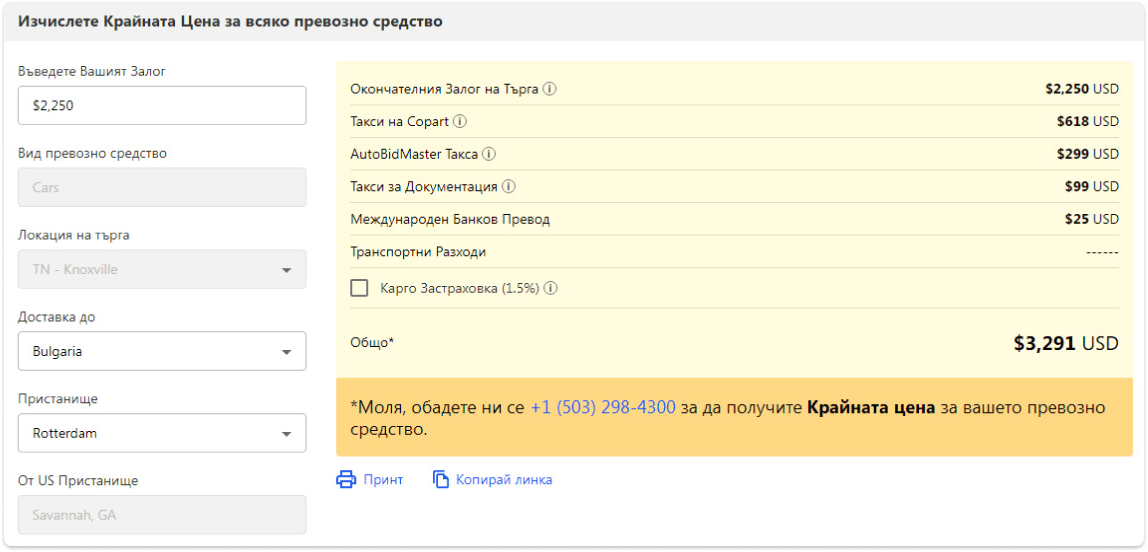 Изчислете Крайната Цена за всяко превозно средство
Въведете Вашият Залог
$2,250
Вид превозно средство
Cars
Локация на търга
TN - Knoxville
Доставка до
Bulgaria
Пристанище
Rotterdam
От US Пристанище
Savannah, GA
Окончателния Залог на Търга $2,250 USD
Такси на Copart $618 USD
AutoBidMaster Такса $299 USD
Такси за Документация $99 USD
Международен Банков Превод $25 USD
Транспортни Разходи ------
Карго Застраховка (1.5%)
Общо* $3,291 USD
*Моля, обадете ни се +1 (503) 298-4300 за да получите Крайната цена за вашето превозно
средство.
Принт Копирай линка